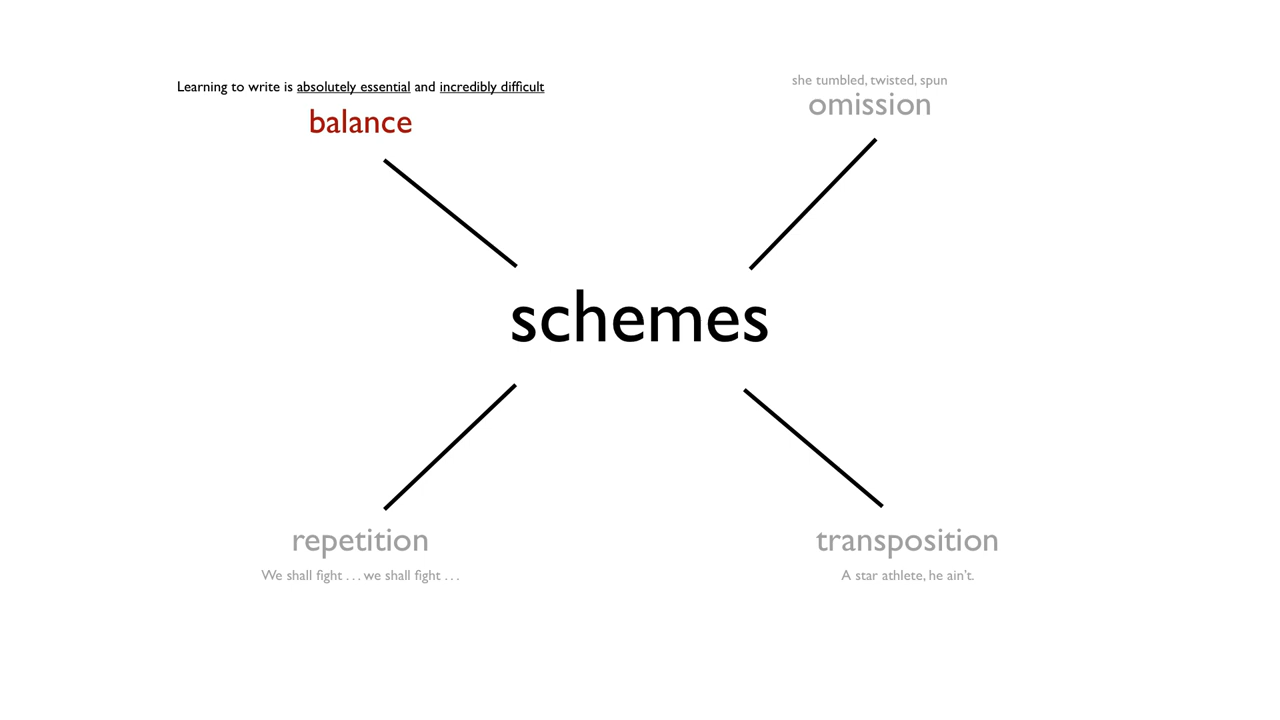 Learning to write is absolutely essential and incredibly difficult
balance
she tumbled, twisted, spun
omission
schemes
repetition
We shall fight . . . we shall fight . . .
transposition
A star athlete, he ain't.